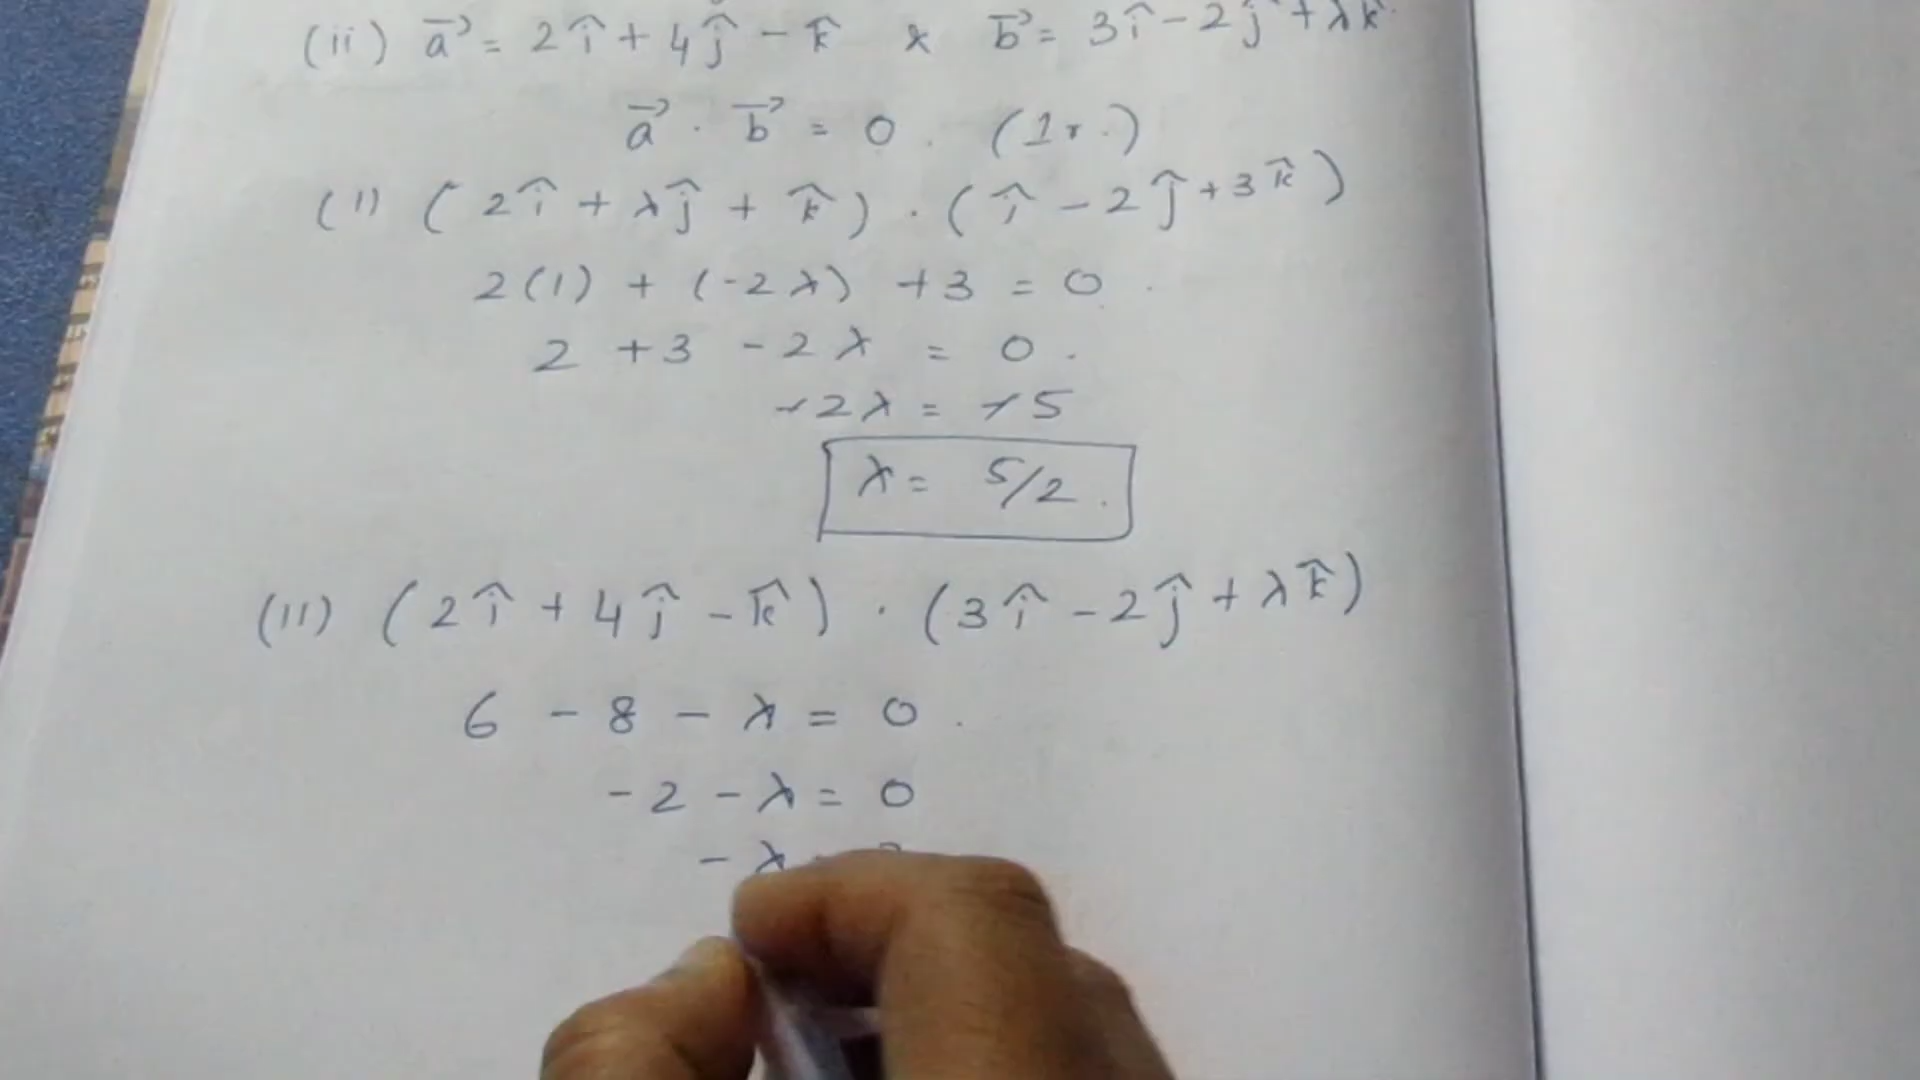 (ii) a⃗ = 2î + 4ĵ - k̂ & b⃗ = 3î - 2ĵ + λk̂
a⃗ . b⃗ = 0 . (1r.)
(i) (2î + λĵ + k̂) . (î - 2ĵ + 3k̂)
2(1) + (-2λ) + 3 = 0 .
2 + 3 - 2λ = 0 .
-2λ = -5
λ = 5/2 .
(ii) (2î + 4ĵ - k̂) . (3î - 2ĵ + λk̂)
6 - 8 - λ = 0 .
-2 - λ = 0
-λ